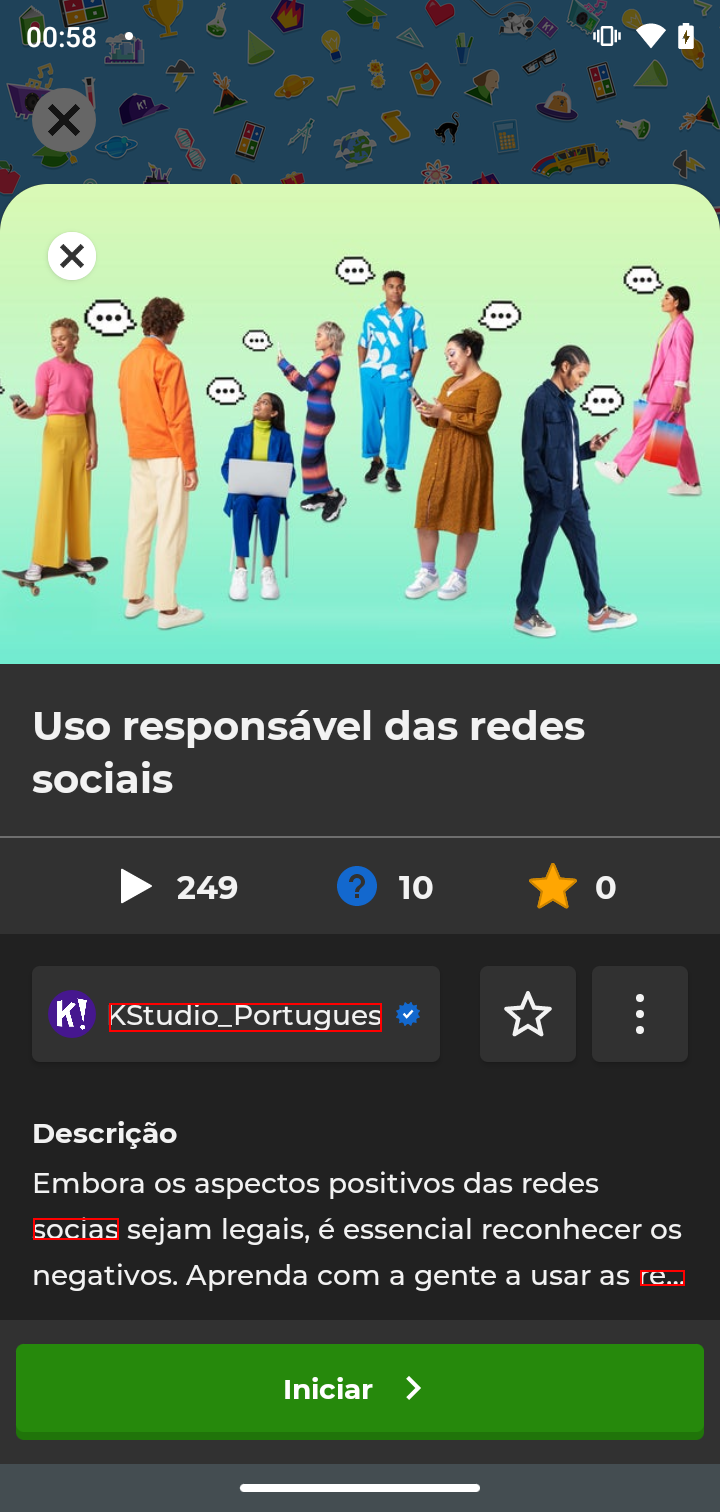 00:58
Uso responsável das redes
sociais
249
10
0
K!
KStudio_Portugues
Descrição
Embora os aspectos positivos das redes
socias sejam legais, é essencial reconhecer os
negativos. Aprenda com a gente a usar as re...
Iniciar